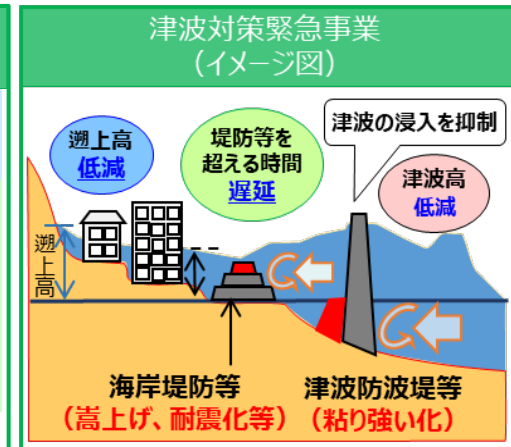 津波対策緊急事業
（イメージ図）
津波の浸入を抑制
遡上高
低減
堤防等を
超える時間
遅延
津波高
低減
遡上高
海岸堤防等
（嵩上げ、耐震化等）
津波防波堤等
（粘り強い化）